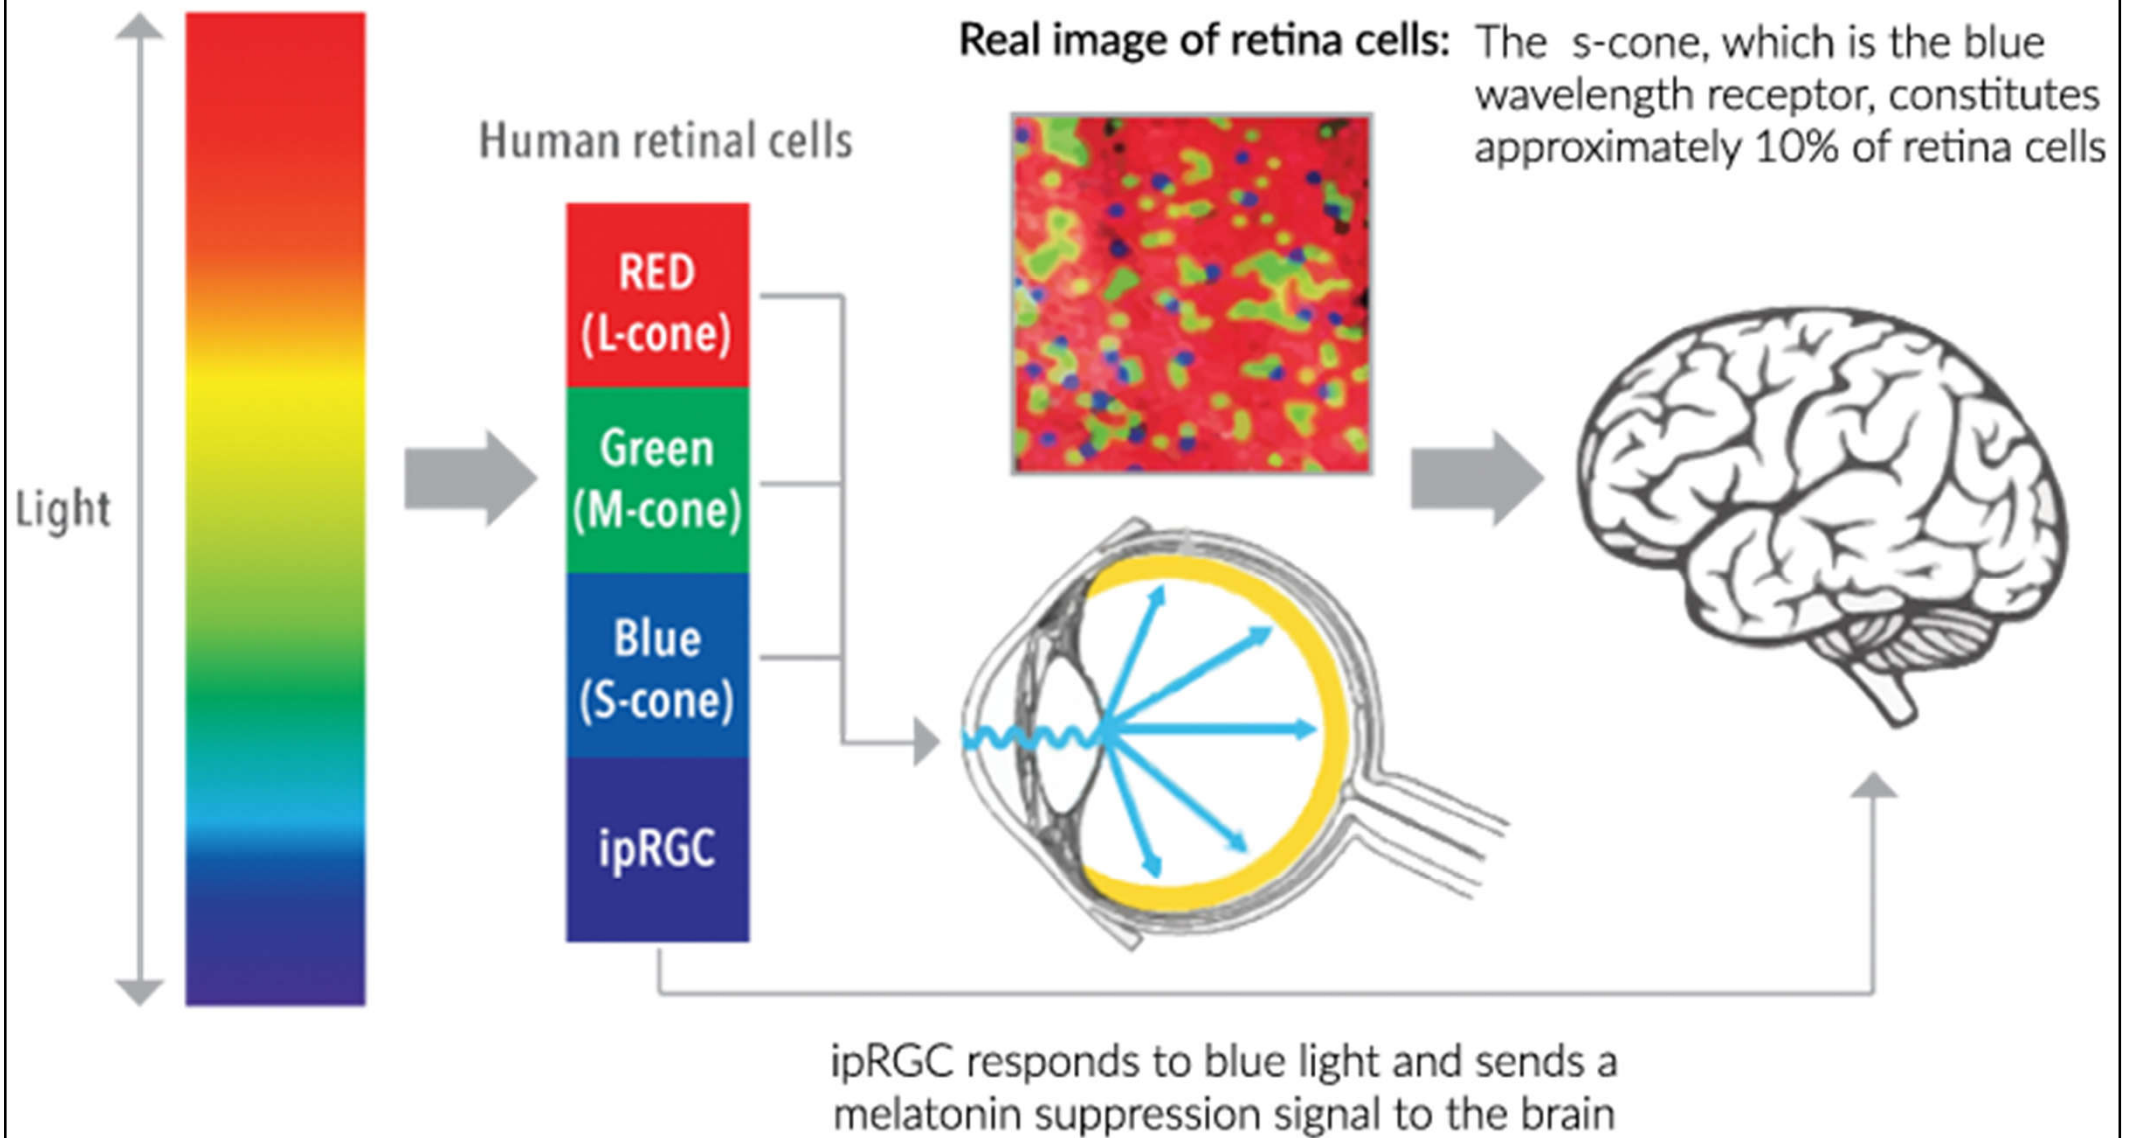 Real image of retina cells:
The s-cone, which is the blue
wavelength receptor, constitutes
approximately 10% of retina cells
Human retinal cells
Light
RED
(L-cone)
Green
(M-cone)
Blue
(S-cone)
ipRGC
ipRGC responds to blue light and sends a
melatonin suppression signal to the brain